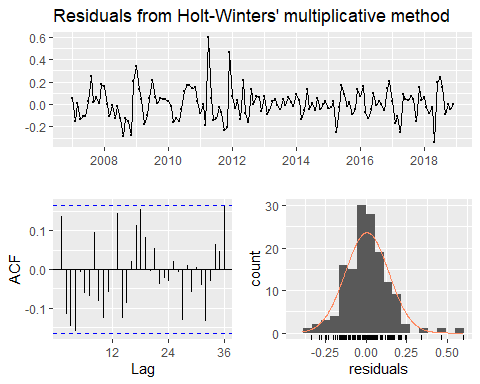 Residuals from Holt-Winters' multiplicative method
0.6
0.4
0.2
0.0
-0.2
2008 2010 2012 2014 2016 2018
ACF
0.1
0.0
-0.1
12 24 36
Lag
count
30
20
10
0
-0.25 0.00 0.25 0.50
residuals